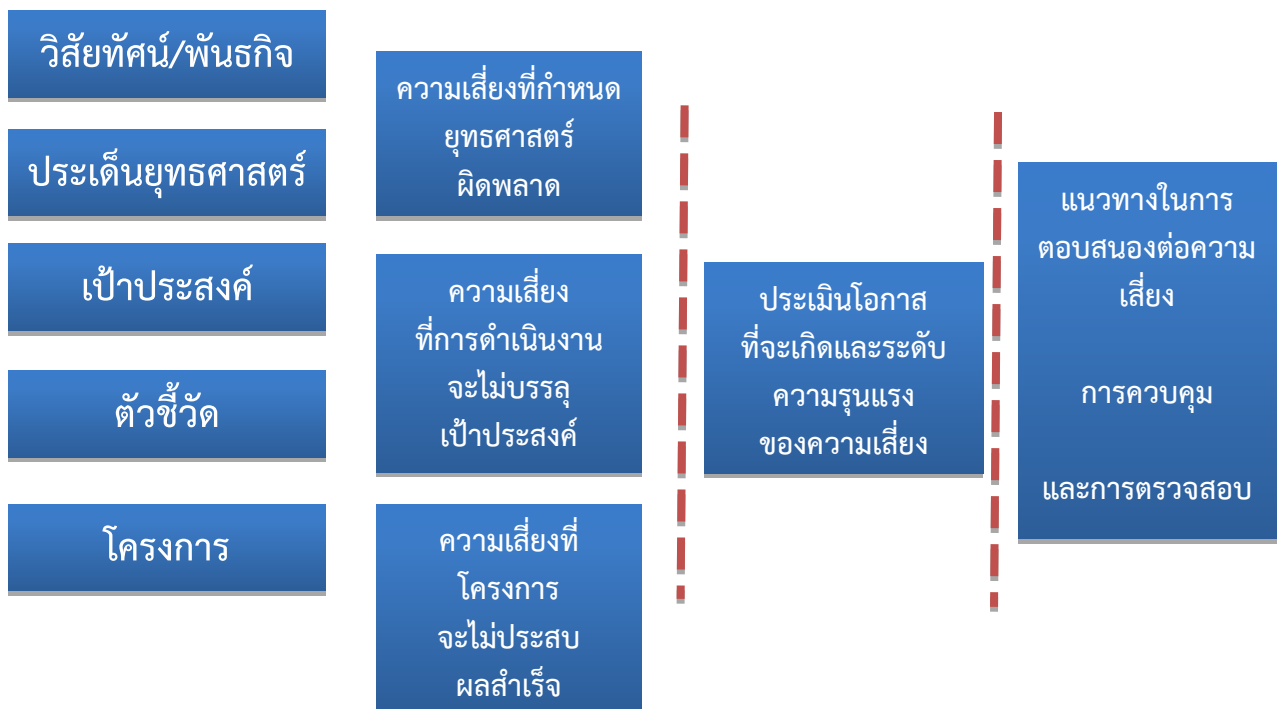 วิสัยทัศน์/พันธกิจ
ประเด็นยุทธศาสตร์
เป้าประสงค์
ตัวชี้วัด
โครงการ
ความเสี่ยงที่กำหนด
ยุทธศาสตร์
ผิดพลาด
ความเสี่ยง
ที่การดำเนินงาน
จะไม่บรรลุ
เป้าประสงค์
ความเสี่ยงที่
โครงการ
จะไม่ประสบ
ผลสำเร็จ
ประเมินโอกาส
ที่จะเกิดและระดับ
ความรุนแรง
ของความเสี่ยง
แนวทางในการ
ตอบสนองต่อความ
เสี่ยง
การควบคุม
และการตรวจสอบ